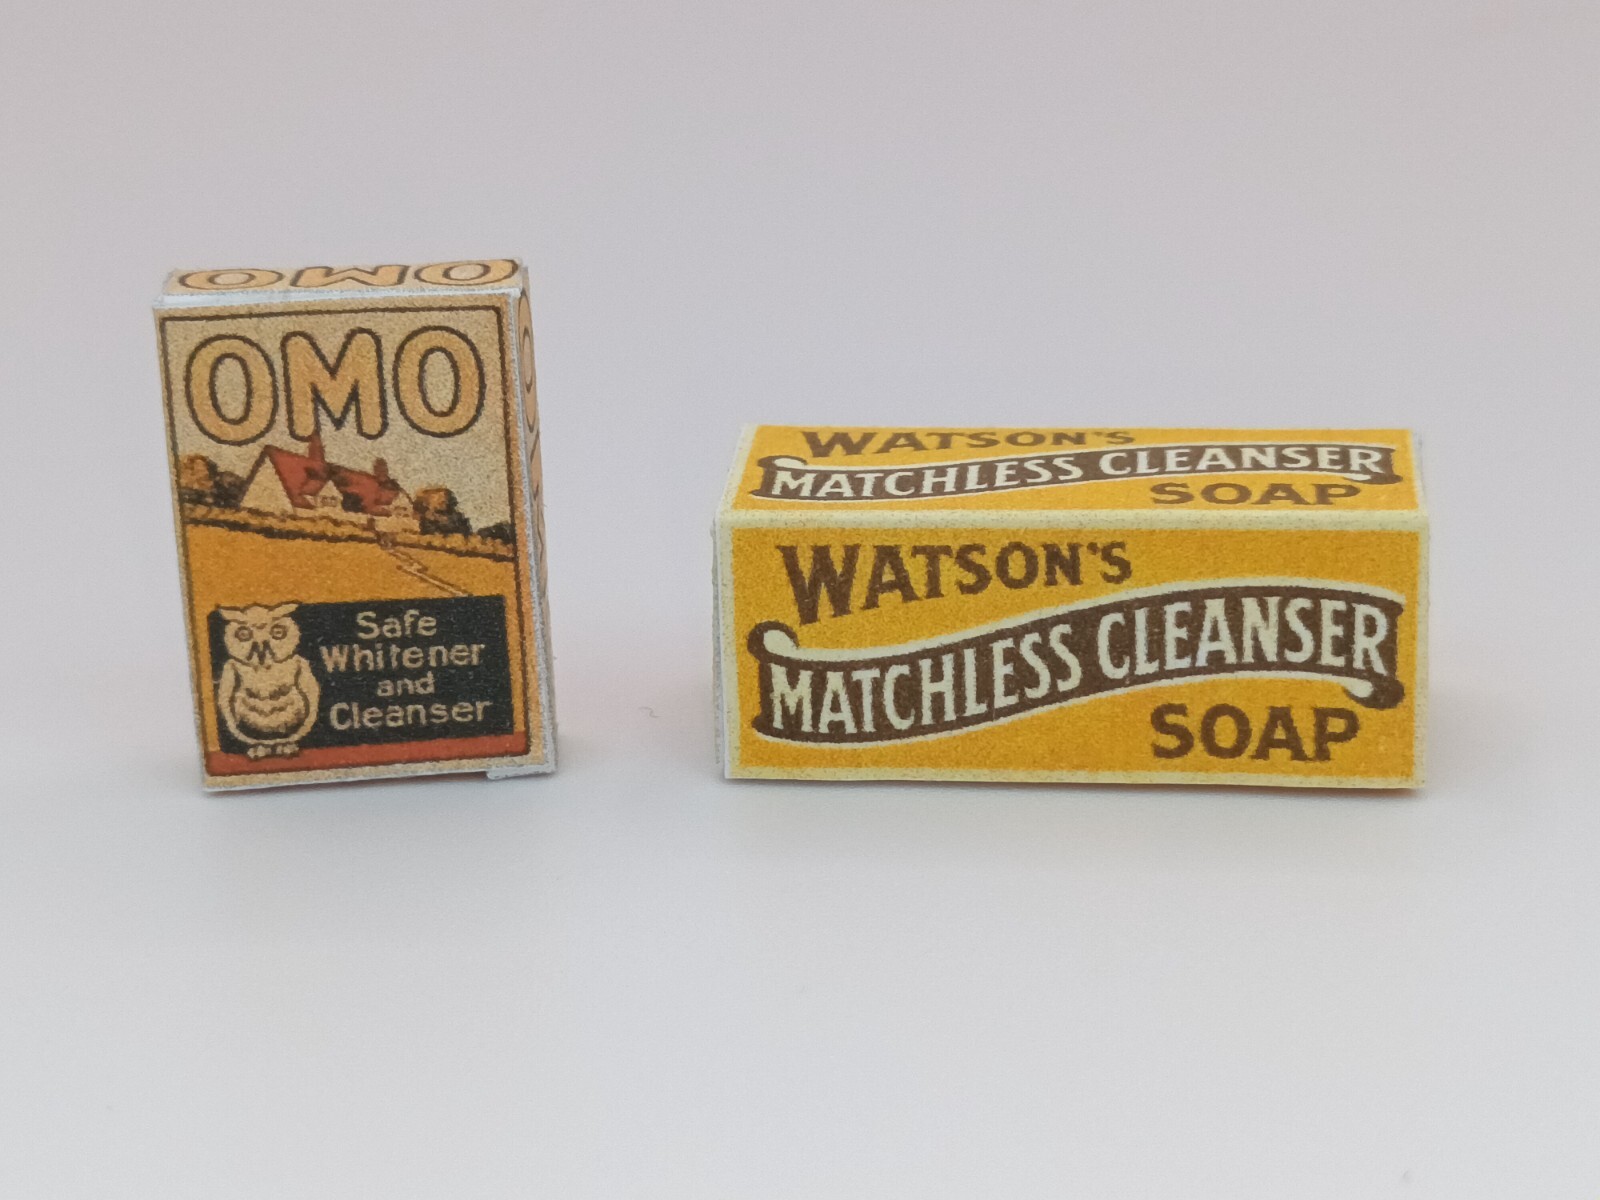 OMO
OMO
Safe
Whitener
and
Cleanser
WATSON'S
MATCHLESS CLEANSER
SOAP
WATSON'S
MATCHLESS CLEANSER
SOAP